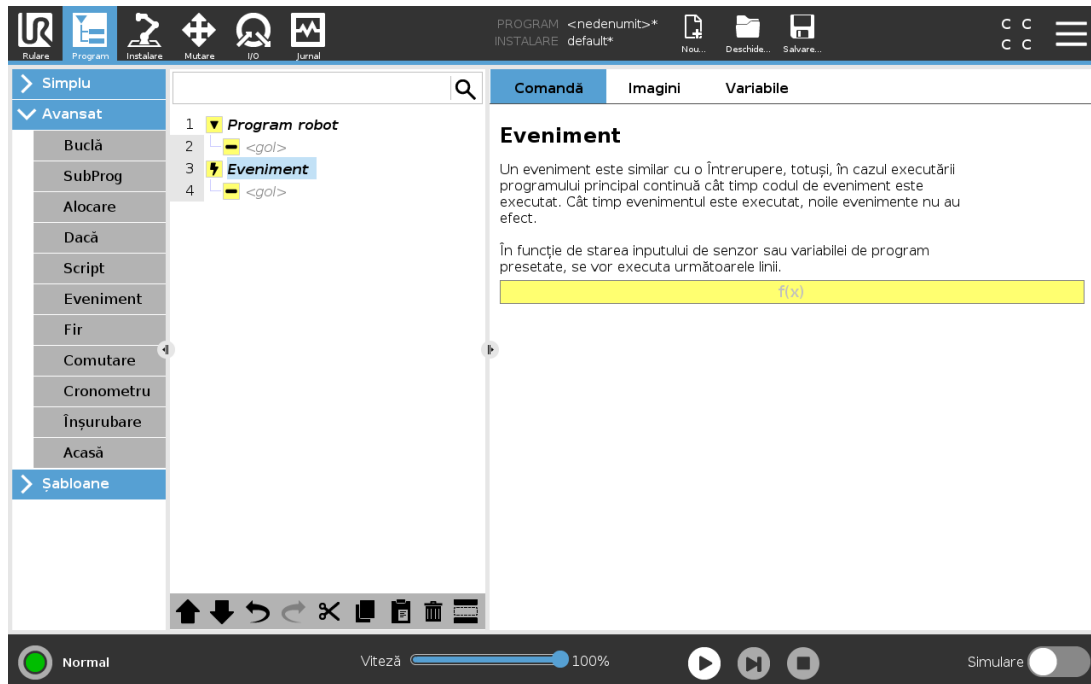 UR
Rulare
Program
Instalare
Mutare
I/O
Jurnal
PROGRAM <nedenumit>*
INSTALARE default*
Nou...
Deschide...
Salvare...
C C
C C
Simplu
Avansat
Buclă
SubProg
Alocare
Dacă
Script
Eveniment
Fir
Comutare
Cronometru
Înșurubare
Acasă
Șabloane
1 Program robot
2 <gol>
3 Eveniment
4 <gol>
Comandă Imagini Variabile
Eveniment
Un eveniment este similar cu o Întrerupere, totuși, în cazul executării
programului principal continuă cât timp codul de eveniment este
executat. Cât timp evenimentul este executat, noile evenimente nu au
efect.
În funcție de starea inputului de senzor sau variabilei de program
presetate, se vor executa următoarele linii.
f(x)
Normal
Viteză 100%
Simulare